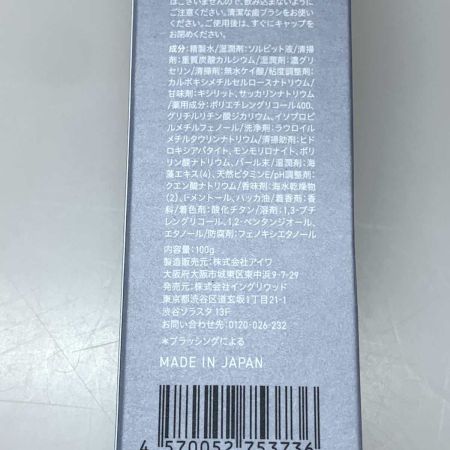 はございませんので、飲み込まないように
ご注意ください。清潔な歯ブラシをお使い
ください。ご使用後は、すぐにキャップを
お閉めください。
成分:精製水/湿潤剤:ソルビット液/清掃
剤:重質炭酸カルシウム/湿潤剤:濃グリ
セリン/清掃剤:無水ケイ酸/粘度調整剤:
カルボキシメチルセルロースナトリウム/
甘味剤:キシリット、サッカリンナトリウム
/薬用成分:ポリエチレングリコール400、
グリチルリチン酸ジカリウム、イソプロピ
ルメチルフェノール/洗浄剤:ラウロイル
メチルタウリンナトリウム/清掃助剤:ヒド
ロキシアパタイト、モンモリロナイト、ポリ
リン酸ナトリウム、パール末/湿潤剤:海
藻エキス(4)、天然ビタミンE/pH調整剤:
クエン酸ナトリウム/香味剤:海水乾燥物
(2)、ℓ-メントール、ハッカ油/着香剤:香
料/着色剤:酸化チタン/溶剤:1,3-ブチ
レングリコール、1,2-ペンタンジオール、
エタノール/防腐剤:フェノキシエタノール
内容量:100g
製造販売元:株式会社アイワ
大阪府大阪市城東区東中浜9-7-29
発売元:株式会社イングリウッド
東京都渋谷区道玄坂1丁目21-1
渋谷ソラスタ 13F
お問い合わせ先:0120-026-232
*ブラッシングによる
MADE IN JAPAN
4 570052 753736